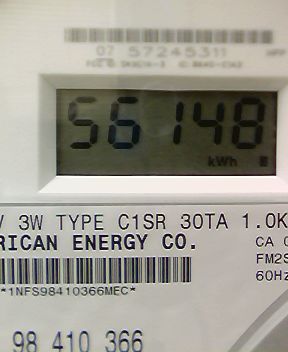 07 57245311
56148
kWh
V 3W TYPE C1SR 30TA 1.0K
RICAN ENERGY CO.
CA
FM2S
60Hz
*1NFS98410366MEC*
98 410 366